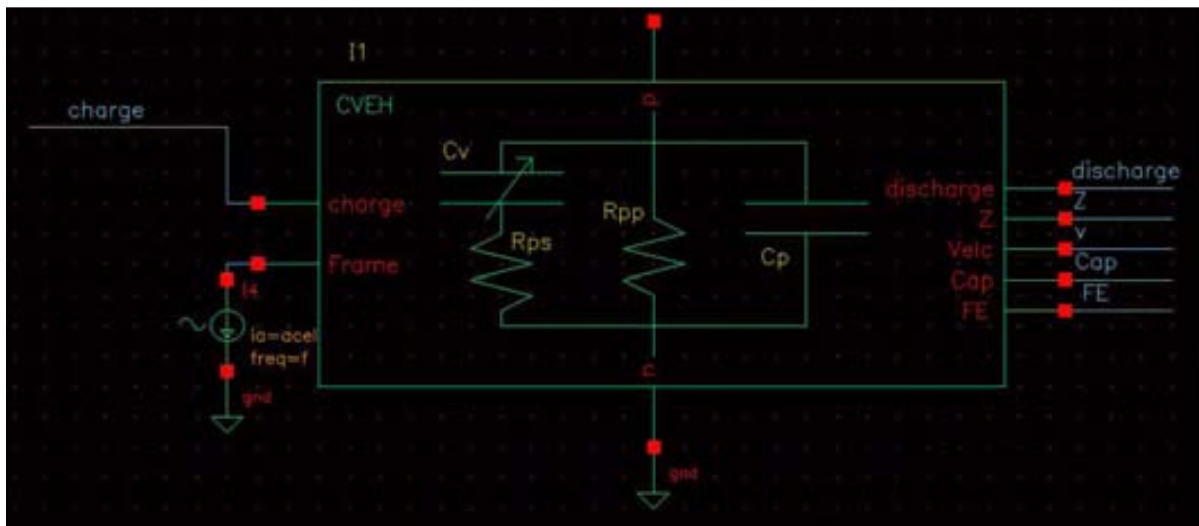 I1
charge
CVEH
p
Cv
charge
Rps
Rpp
Cp
Frame
I4
ia=acel
freq=f
gnd
discharge
Z
Velc
Cap
FE
discharge
Z
v
Cap
FE
n
gnd